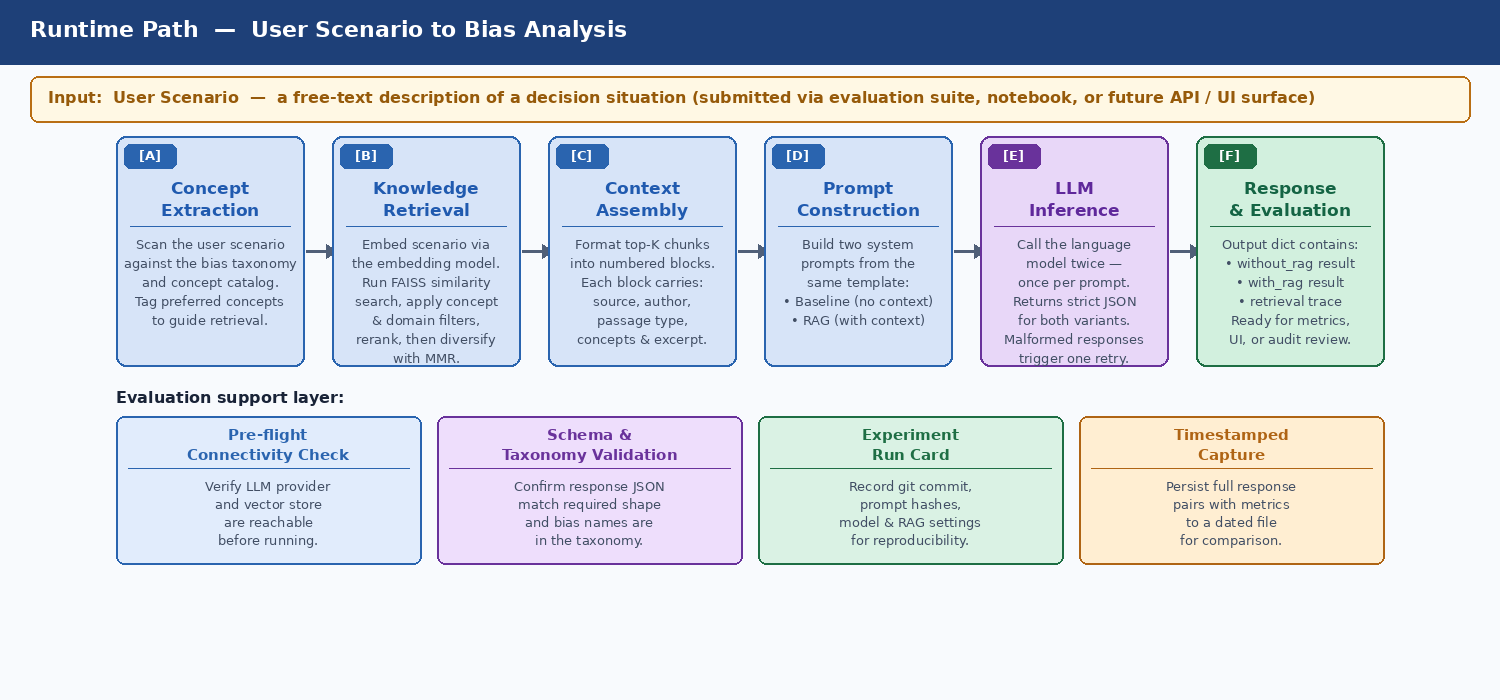 Runtime Path — User Scenario to Bias Analysis
Input: User Scenario — a free-text description of a decision situation (submitted via evaluation suite, notebook, or future API / UI surface)
[A]
Concept
Extraction
Scan the user scenario
against the bias taxonomy
and concept catalog.
Tag preferred concepts
to guide retrieval.
[B]
Knowledge
Retrieval
Embed scenario via
the embedding model.
Run FAISS similarity
search, apply concept
& domain filters,
rerank, then diversify
with MMR.
[C]
Context
Assembly
Format top-K chunks
into numbered blocks.
Each block carries:
source, author,
passage type,
concepts & excerpt.
[D]
Prompt
Construction
Build two system
prompts from the
same template:
• Baseline (no context)
• RAG (with context)
[E]
LLM
Inference
Call the language
model twice —
once per prompt.
Returns strict JSON
for both variants.
Malformed responses
trigger one retry.
[F]
Response
& Evaluation
Output dict contains:
• without_rag result
• with_rag result
• retrieval trace
Ready for metrics,
UI, or audit review.
Evaluation support layer:
Pre-flight
Connectivity Check
Verify LLM provider
and vector store
are reachable
before running.
Schema &
Taxonomy Validation
Confirm response JSON
match required shape
and bias names are
in the taxonomy.
Experiment
Run Card
Record git commit,
prompt hashes,
model & RAG settings
for reproducibility.
Timestamped
Capture
Persist full response
pairs with metrics
to a dated file
for comparison.